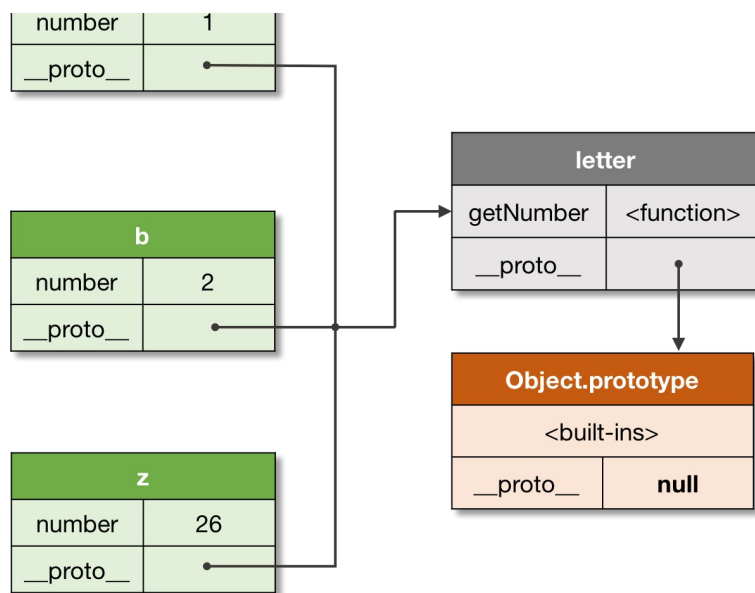 number 1
__proto__
b
number 2
__proto__
z
number 26
__proto__
letter
getNumber <function>
__proto__
Object.prototype
<built-ins>
__proto__ null